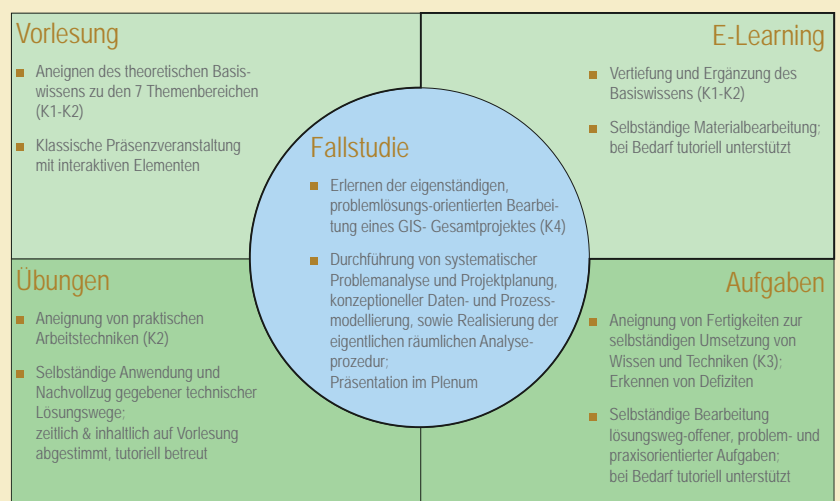 Vorlesung
Aneignen des theoretischen Basis-
wissens zu den 7 Themenbereichen
(K1-K2)
Klassische Präsenzveranstaltung
mit interaktiven Elementen
E-Learning
Vertiefung und Ergänzung des
Basiswissens (K1-K2)
Selbständige Materialbearbeitung;
bei Bedarf tutoriell unterstützt
Fallstudie
Erlernen der eigenständigen,
problemlösungs-orientierten Bearbei-
tung eines GIS- Gesamtprojektes (K4)
Durchführung von systematischer
Problemanalyse und Projektplanung,
konzeptioneller Daten- und Prozess-
modellierung, sowie Realisierung der
eigentlichen räumlichen Analyse-
prozedur;
Präsentation im Plenum
Übungen
Aneignung von praktischen
Arbeitstechniken (K2)
Selbständige Anwendung und
Nachvollzug gegebener technischer
Lösungswege;
zeitlich & inhaltlich auf Vorlesung
abgestimmt, tutoriell betreut
Aufgaben
Aneignung von Fertigkeiten zur
selbständigen Umsetzung von
Wissen und Techniken (K3);
Erkennen von Defiziten
Selbständige Bearbeitung
lösungsweg-offener, problem- und
praxisorientierter Aufgaben;
bei Bedarf tutoriell unterstützt